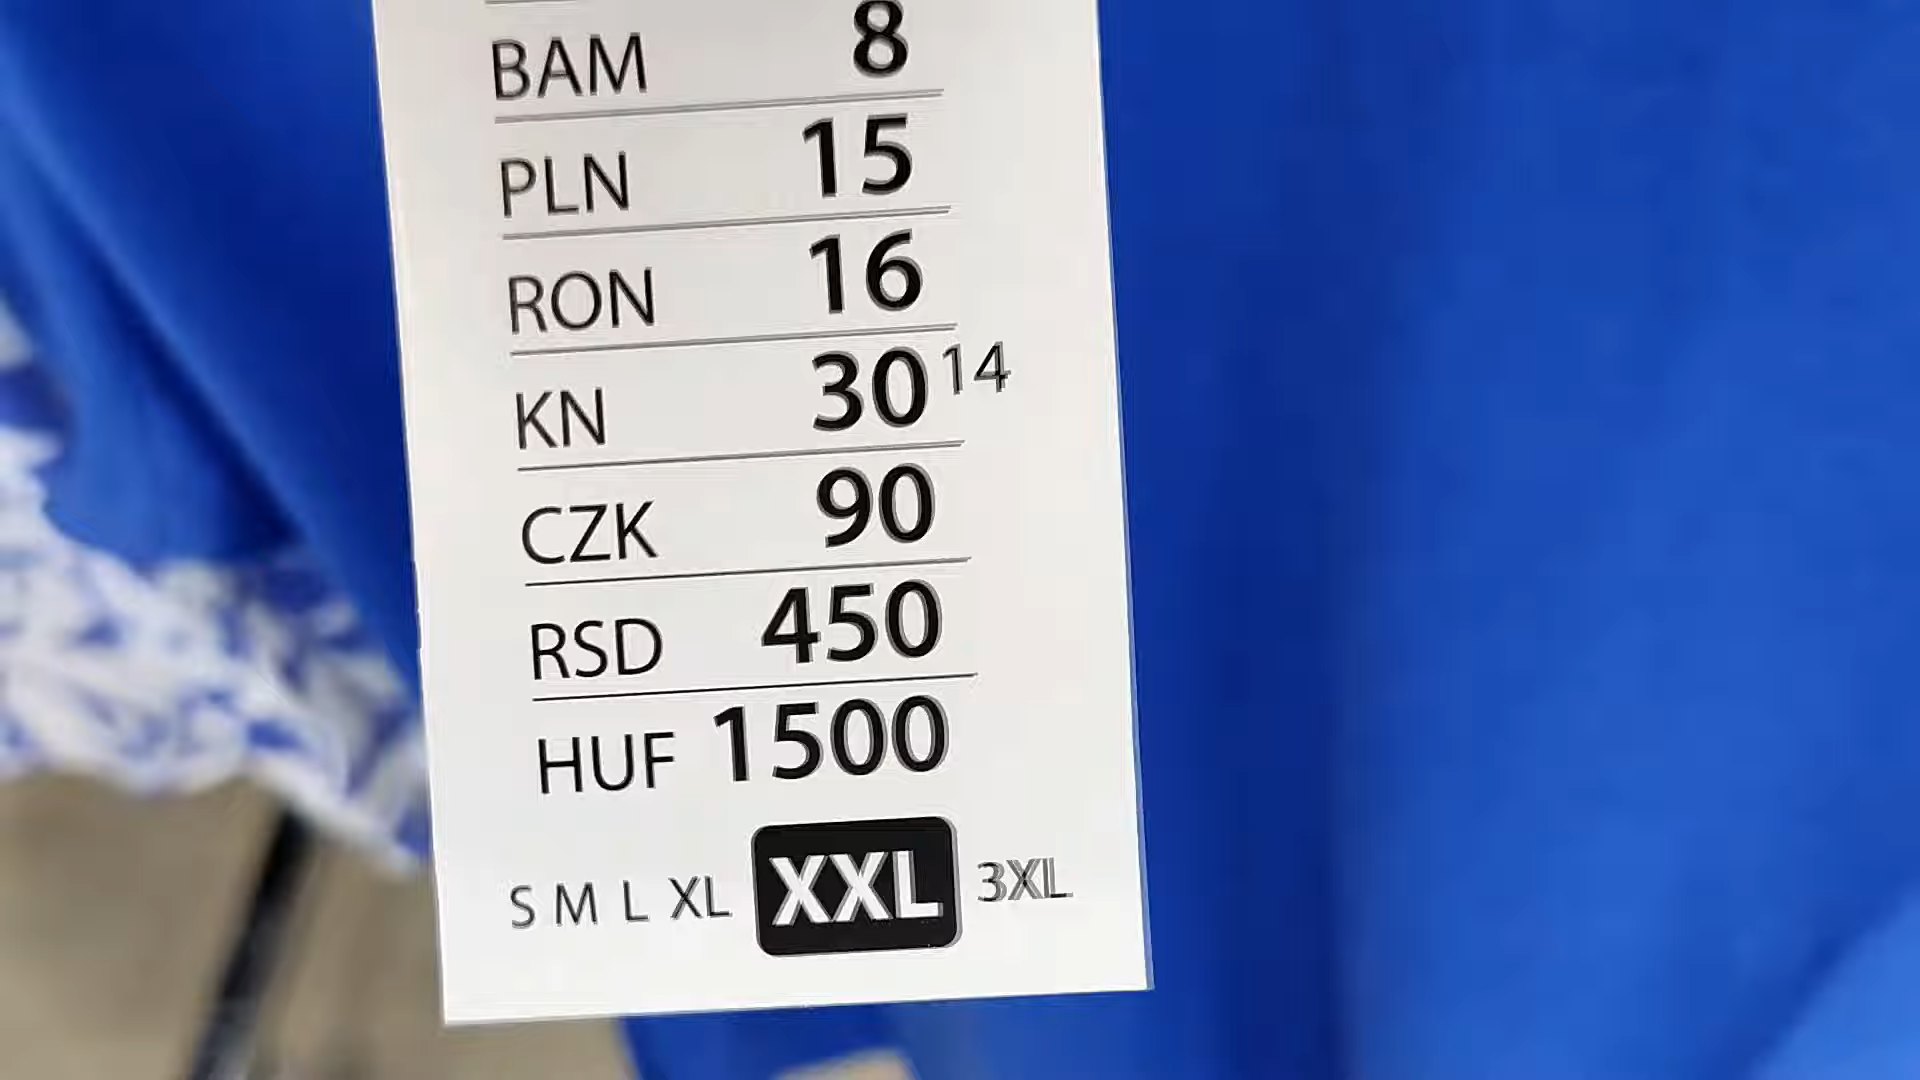 BAM 8
PLN 15
RON 16
KN 30 14
CZK 90
RSD 450
HUF 1500
S M L XL XXL 3XL